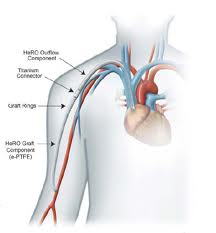 HeRO Outflow
Component
Titanium
Connector
Graft Rings
HeRO Graft
Component
(e-PTFE)